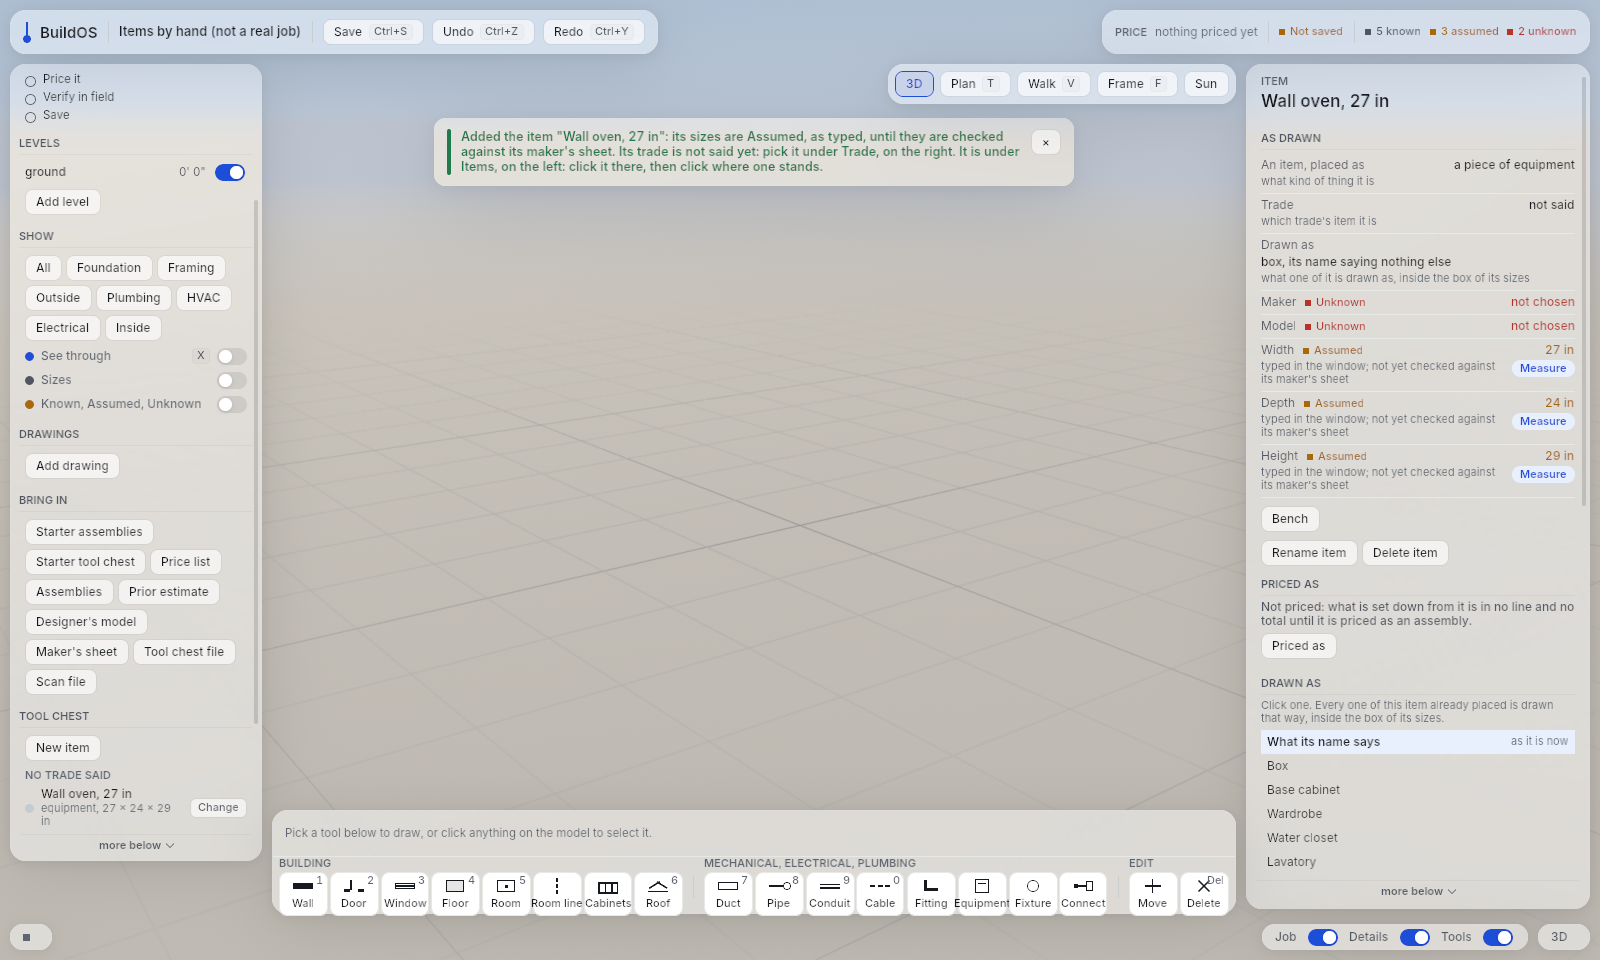 BuildOS
Items by hand (not a real job)
Save Ctrl+S
Undo Ctrl+Z
Redo Ctrl+Y
PRICE nothing priced yet
Not saved
5 known
3 assumed
2 unknown
Price it
Verify in field
Save
LEVELS
ground 0' 0"
Add level
SHOW
All Foundation Framing
Outside Plumbing HVAC
Electrical Inside
See through X
Sizes
Known, Assumed, Unknown
DRAWINGS
Add drawing
BRING IN
Starter assemblies
Starter tool chest Price list
Assemblies Prior estimate
Designer's model
Maker's sheet Tool chest file
Scan file
TOOL CHEST
New item
NO TRADE SAID
Wall oven, 27 in
equipment, 27 × 24 × 29
in
Change
more below
3D
Plan T
Walk V
Frame F
Sun
Added the item "Wall oven, 27 in": its sizes are Assumed, as typed, until they are checked
against its maker's sheet. Its trade is not said yet: pick it under Trade, on the right. It is under
Items, on the left: click it there, then click where one stands.
×
Pick a tool below to draw, or click anything on the model to select it.
BUILDING
1 Wall
2 Door
3 Window
4 Floor
5 Room
Room line
Cabinets
6 Roof
MECHANICAL, ELECTRICAL, PLUMBING
7 Duct
8 Pipe
9 Conduit
0 Cable
Fitting
Equipment
Fixture
Connect
EDIT
Move
Del Delete
ITEM
Wall oven, 27 in
AS DRAWN
An item, placed as a piece of equipment
what kind of thing it is
Trade not said
which trade's item it is
Drawn as
box, its name saying nothing else
what one of it is drawn as, inside the box of its sizes
Maker Unknown not chosen
Model Unknown not chosen
Width Assumed 27 in
typed in the window; not yet checked against
its maker's sheet
Measure
Depth Assumed 24 in
typed in the window; not yet checked against
its maker's sheet
Measure
Height Assumed 29 in
typed in the window; not yet checked against
its maker's sheet
Measure
Bench
Rename item Delete item
PRICED AS
Not priced: what is set down from it is in no line and no
total until it is priced as an assembly.
Priced as
DRAWN AS
Click one. Every one of this item already placed is drawn
that way, inside the box of its sizes.
What its name says as it is now
Box
Base cabinet
Wardrobe
Water closet
Lavatory
more below
Job
Details
Tools
3D